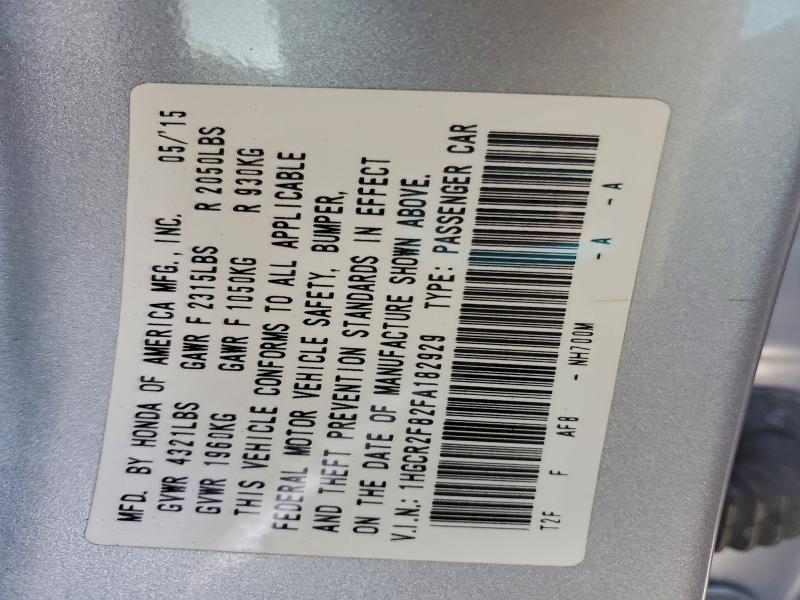 MFD. BY HONDA OF AMERICA MFG., INC. 05/'15
GVWR 4321LBS GAWR F 2315LBS R 2050LBS
GVWR 1960KG GAWR F 1050KG R 930KG
THIS VEHICLE CONFORMS TO ALL APPLICABLE
FEDERAL MOTOR VEHICLE SAFETY, BUMPER,
AND THEFT PREVENTION STANDARDS IN EFFECT
ON THE DATE OF MANUFACTURE SHOWN ABOVE.
V.I.N.: 1HGCR2F82FA182929 TYPE: PASSENGER CAR
T2F F AF8 - NH700M - A - A